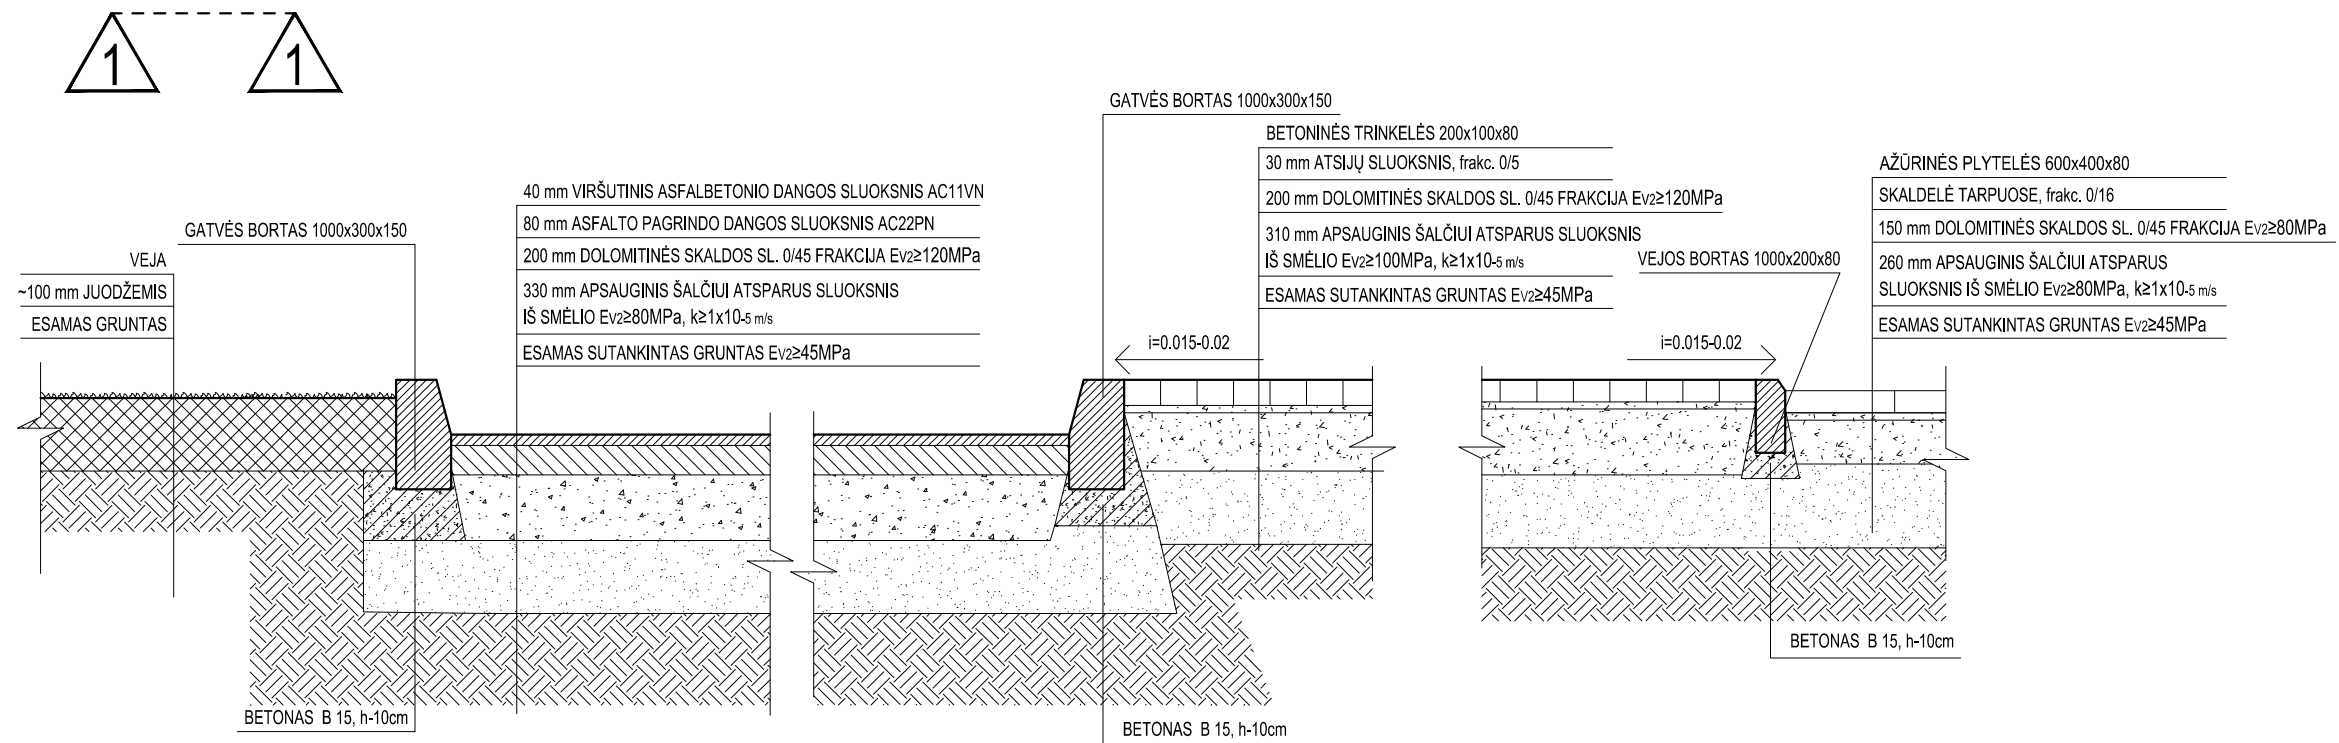 1
1
GATVĖS BORTAS 1000x300x150
VEJA
~100 mm JUODŽEMIS
ESAMAS GRUNTAS
40 mm VIRŠUTINIS ASFALBETONIO DANGOS SLUOKSNIS AC11VN
80 mm ASFALTO PAGRINDO DANGOS SLUOKSNIS AC22PN
200 mm DOLOMITINĖS SKALDOS SL. 0/45 FRAKCIJA EV2≥120MPa
330 mm APSAUGINIS ŠALČIUI ATSPARUS SLUOKSNIS
IŠ SMĖLIO EV2≥80MPa, k≥1x10-5 m/s
ESAMAS SUTANKINTAS GRUNTAS EV2≥45MPa
GATVĖS BORTAS 1000x300x150
BETONINĖS TRINKELĖS 200x100x80
30 mm ATSIJŲ SLUOKSNIS, frakc. 0/5
200 mm DOLOMITINĖS SKALDOS SL. 0/45 FRAKCIJA EV2≥120MPa
310 mm APSAUGINIS ŠALČIUI ATSPARUS SLUOKSNIS
IŠ SMĖLIO EV2≥100MPa, k≥1x10-5 m/s
ESAMAS SUTANKINTAS GRUNTAS EV2≥45MPa
VEJOS BORTAS 1000x200x80
AŽŪRINĖS PLYTELĖS 600x400x80
SKALDELĖ TARPUOSE, frakc. 0/16
150 mm DOLOMITINĖS SKALDOS SL. 0/45 FRAKCIJA EV2≥80MPa
260 mm APSAUGINIS ŠALČIUI ATSPARUS
SLUOKSNIS IŠ SMĖLIO EV2≥80MPa, k≥1x10-5 m/s
ESAMAS SUTANKINTAS GRUNTAS EV2≥45MPa
i=0.015-0.02
i=0.015-0.02
BETONAS B 15, h-10cm
BETONAS B 15, h-10cm
BETONAS B 15, h-10cm